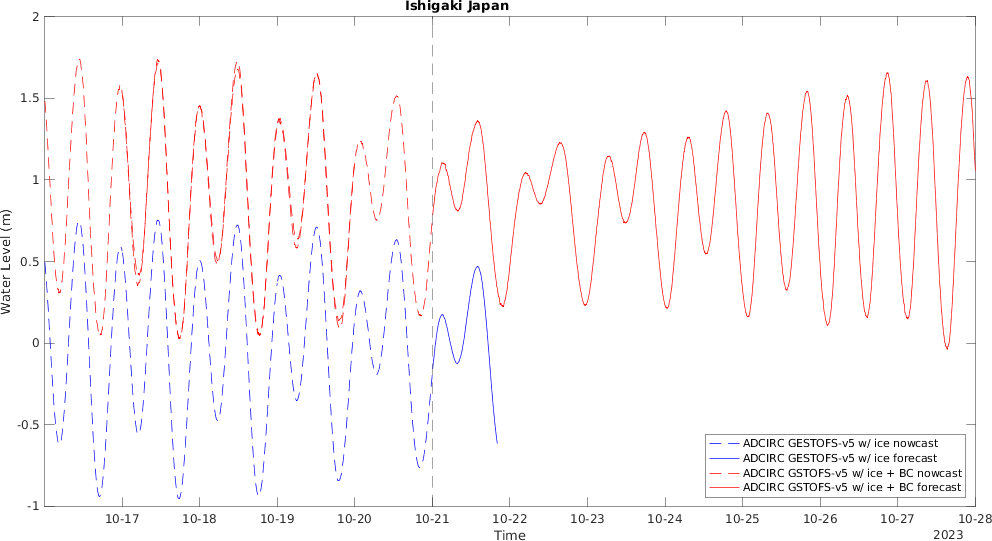 Ishigaki Japan
2
1.5
1
0.5
0
-0.5
-1
Water Level (m)
10-17 10-18 10-19 10-20 10-21 10-22 10-23 10-24 10-25 10-26 10-27 10-28
Time
2023
ADCIRC GESTOFS-v5 w/ ice nowcast
ADCIRC GESTOFS-v5 w/ ice forecast
ADCIRC GSTOFS-v5 w/ ice + BC nowcast
ADCIRC GSTOFS-v5 w/ ice + BC forecast